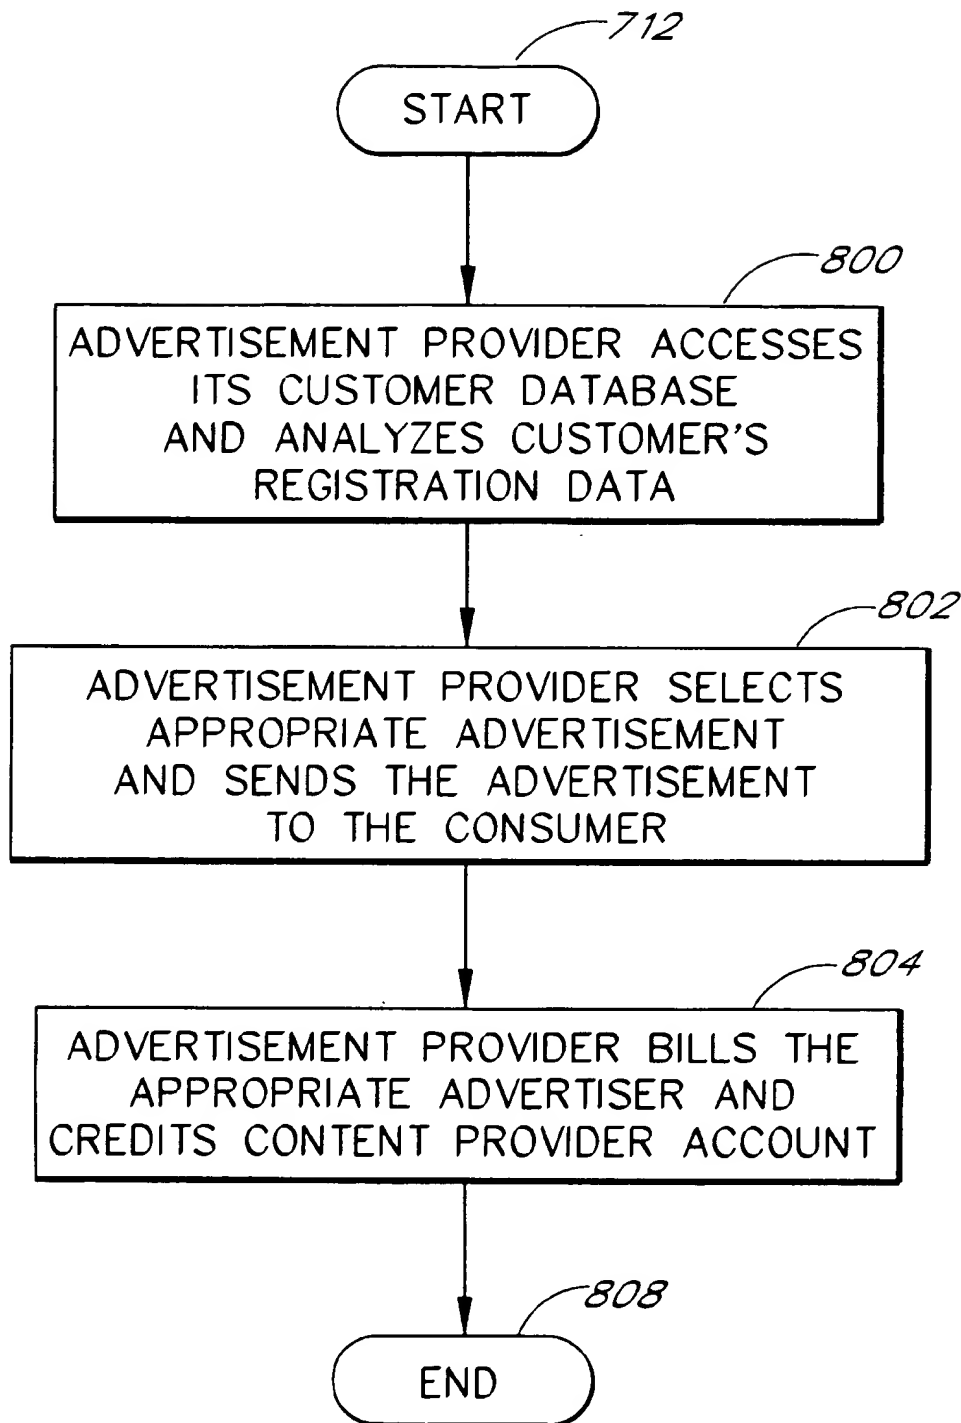 712
START
800
ADVERTISEMENT PROVIDER ACCESSES
ITS CUSTOMER DATABASE
AND ANALYZES CUSTOMER'S
REGISTRATION DATA
802
ADVERTISEMENT PROVIDER SELECTS
APPROPRIATE ADVERTISEMENT
AND SENDS THE ADVERTISEMENT
TO THE CONSUMER
804
ADVERTISEMENT PROVIDER BILLS THE
APPROPRIATE ADVERTISER AND
CREDITS CONTENT PROVIDER ACCOUNT
808
END